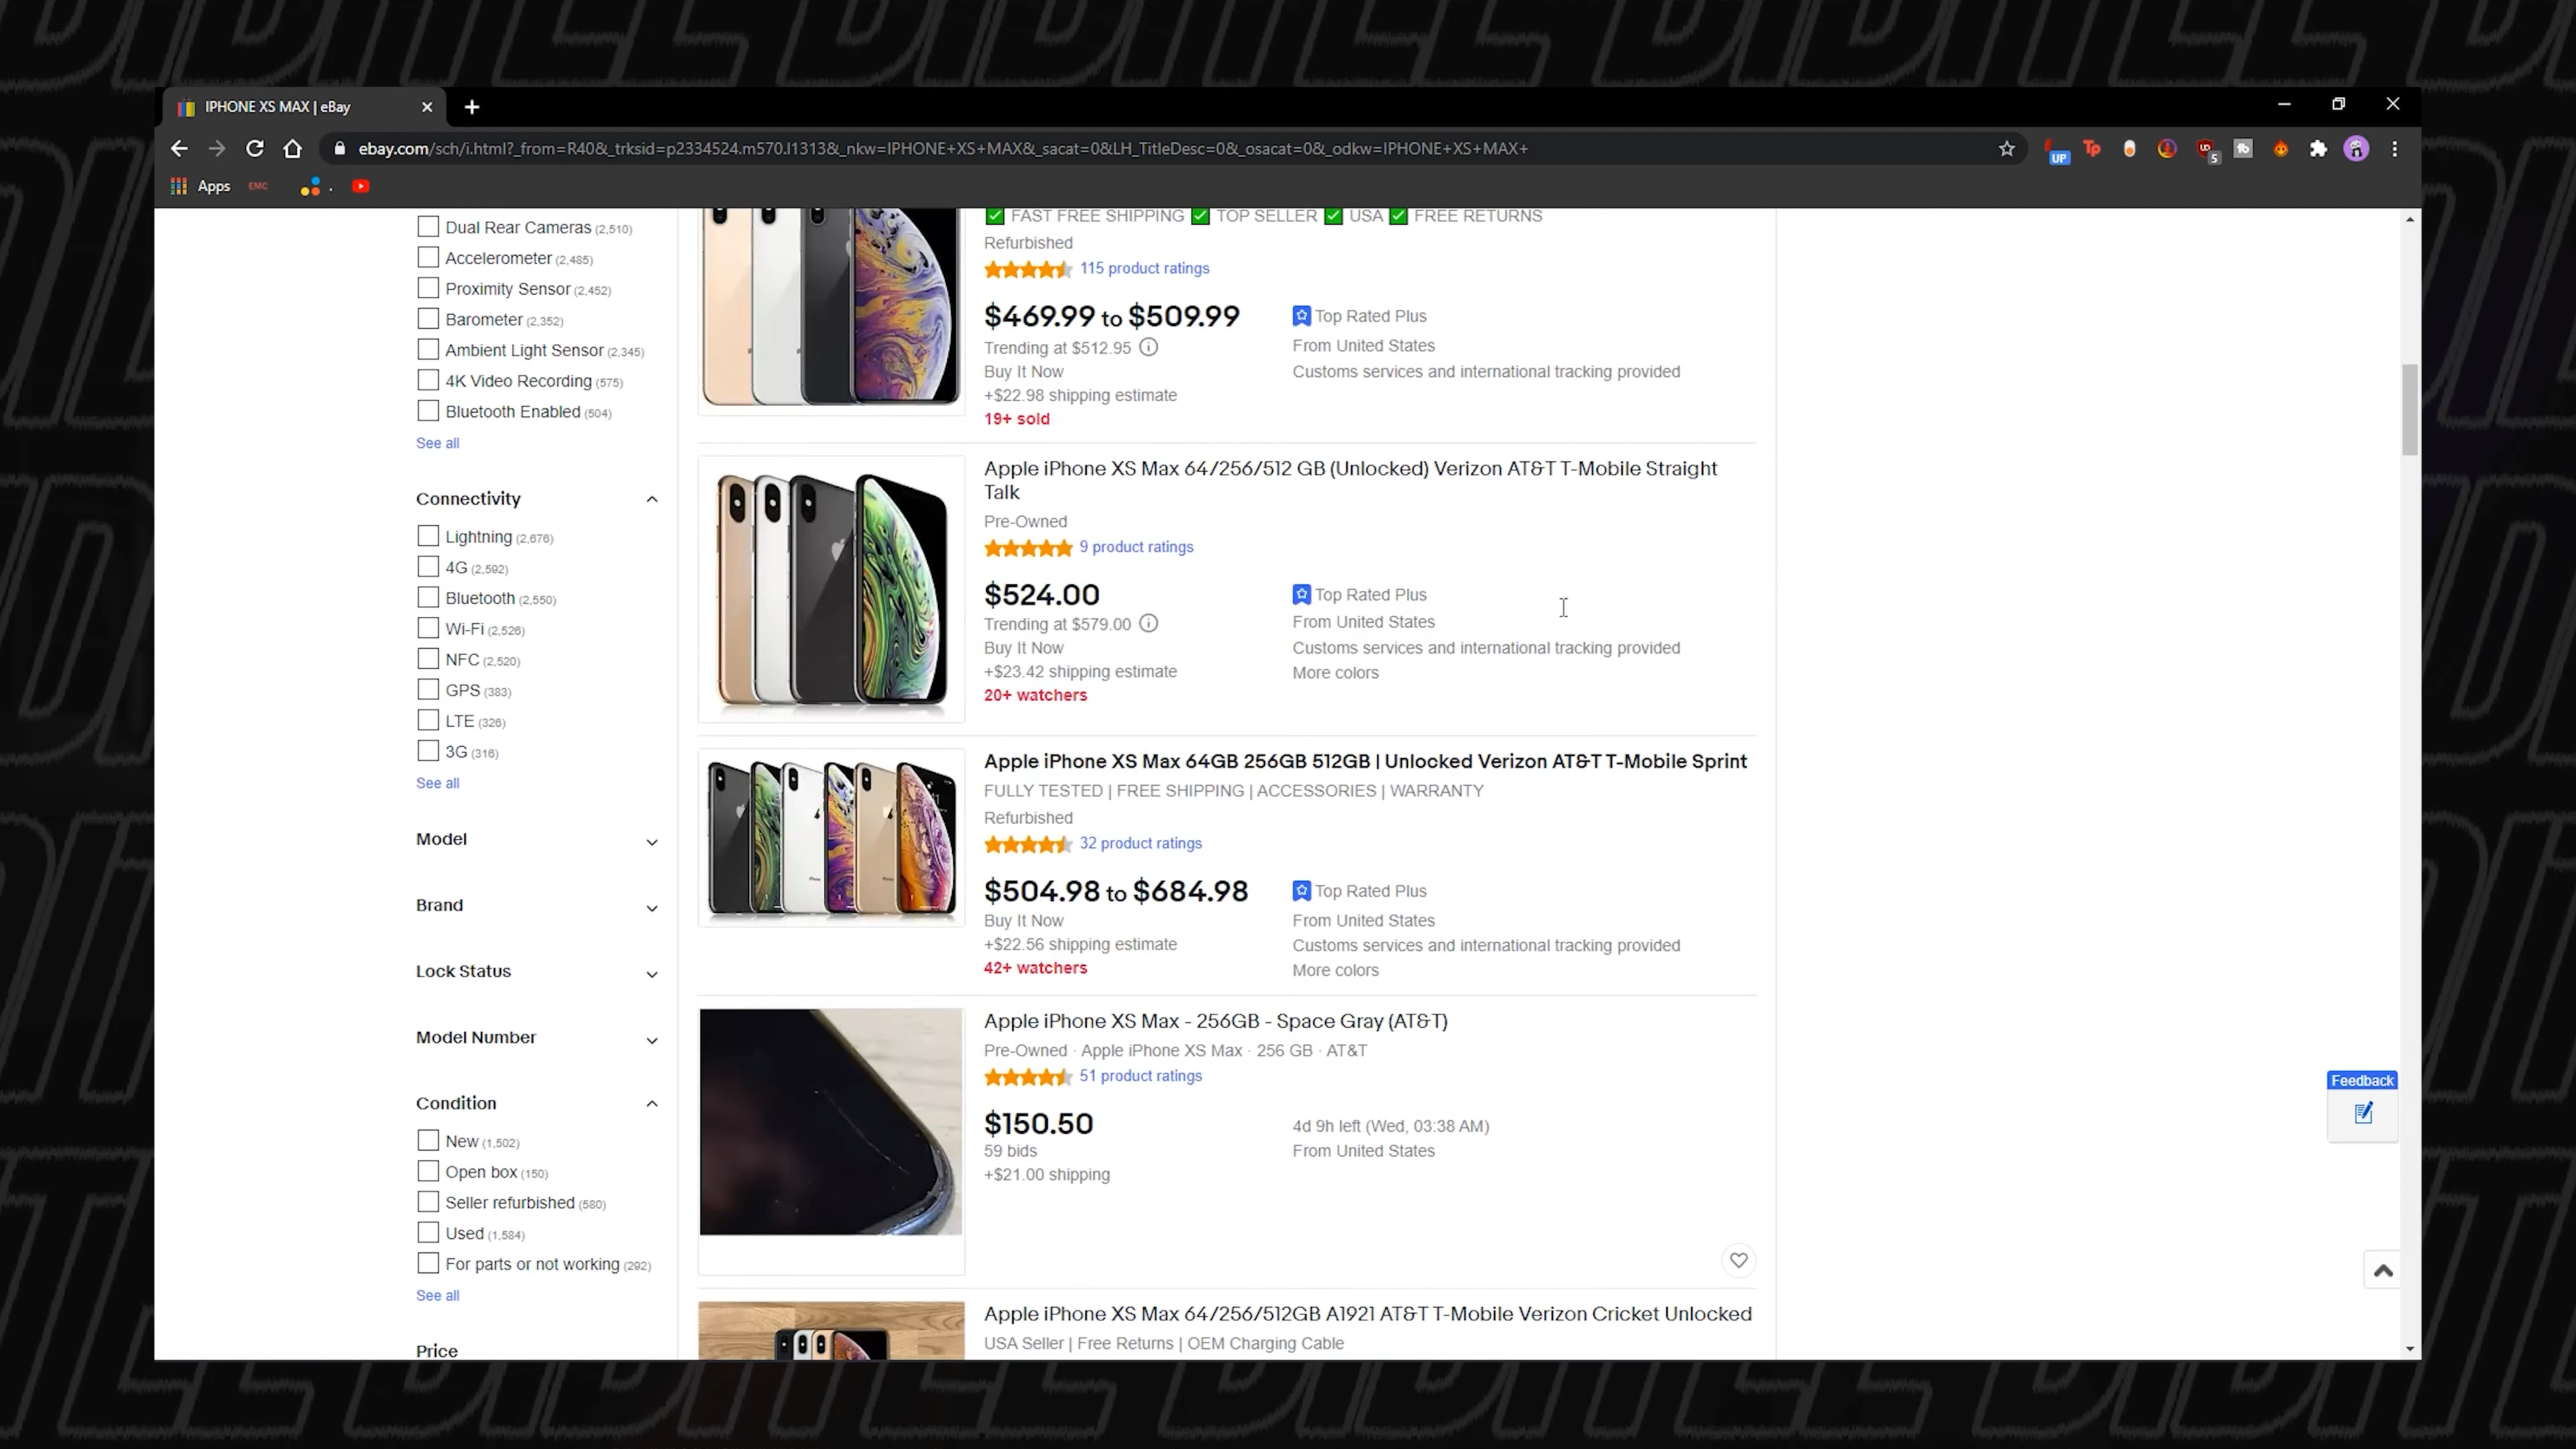 IPHONE XS MAX | eBay
ebay.com/sch/i.html?_from=R40&_trksid=p2334524.m570.l1313&_nkw=IPHONE+XS+MAX&_sacat=0&LH_TitleDesc=0&_osacat=0&_odkw=IPHONE+XS+MAX+
UP
Tp
UD
5
tb
Apps
EMC
.
Dual Rear Cameras (2,510)
Accelerometer (2,485)
Proximity Sensor (2,452)
Barometer (2,352)
Ambient Light Sensor (2,345)
4K Video Recording (575)
Bluetooth Enabled (504)
See all
Connectivity
Lightning (2,676)
4G (2,592)
Bluetooth (2,550)
Wi-Fi (2,526)
NFC (2,520)
GPS (383)
LTE (326)
3G (316)
See all
Model
Brand
Lock Status
Model Number
Condition
New (1,502)
Open box (150)
Seller refurbished (580)
Used (1,584)
For parts or not working (292)
See all
Price
✅ FAST FREE SHIPPING ✅ TOP SELLER ✅ USA ✅ FREE RETURNS
Refurbished
115 product ratings
$469.99 to $509.99
Trending at $512.95
Buy It Now
+$22.98 shipping estimate
19+ sold
Top Rated Plus
From United States
Customs services and international tracking provided
Apple iPhone XS Max 64/256/512 GB (Unlocked) Verizon AT&T T-Mobile Straight
Talk
Pre-Owned
9 product ratings
$524.00
Trending at $579.00
Buy It Now
+$23.42 shipping estimate
20+ watchers
Top Rated Plus
From United States
Customs services and international tracking provided
More colors
Apple iPhone XS Max 64GB 256GB 512GB | Unlocked Verizon AT&T T-Mobile Sprint
FULLY TESTED | FREE SHIPPING | ACCESSORIES | WARRANTY
Refurbished
32 product ratings
$504.98 to $684.98
Buy It Now
+$22.56 shipping estimate
42+ watchers
Top Rated Plus
From United States
Customs services and international tracking provided
More colors
Apple iPhone XS Max - 256GB - Space Gray (AT&T)
Pre-Owned · Apple iPhone XS Max · 256 GB · AT&T
51 product ratings
$150.50
59 bids
+$21.00 shipping
4d 9h left (Wed, 03:38 AM)
From United States
Apple iPhone XS Max 64/256/512GB A1921 AT&T T-Mobile Verizon Cricket Unlocked
USA Seller | Free Returns | OEM Charging Cable
Feedback